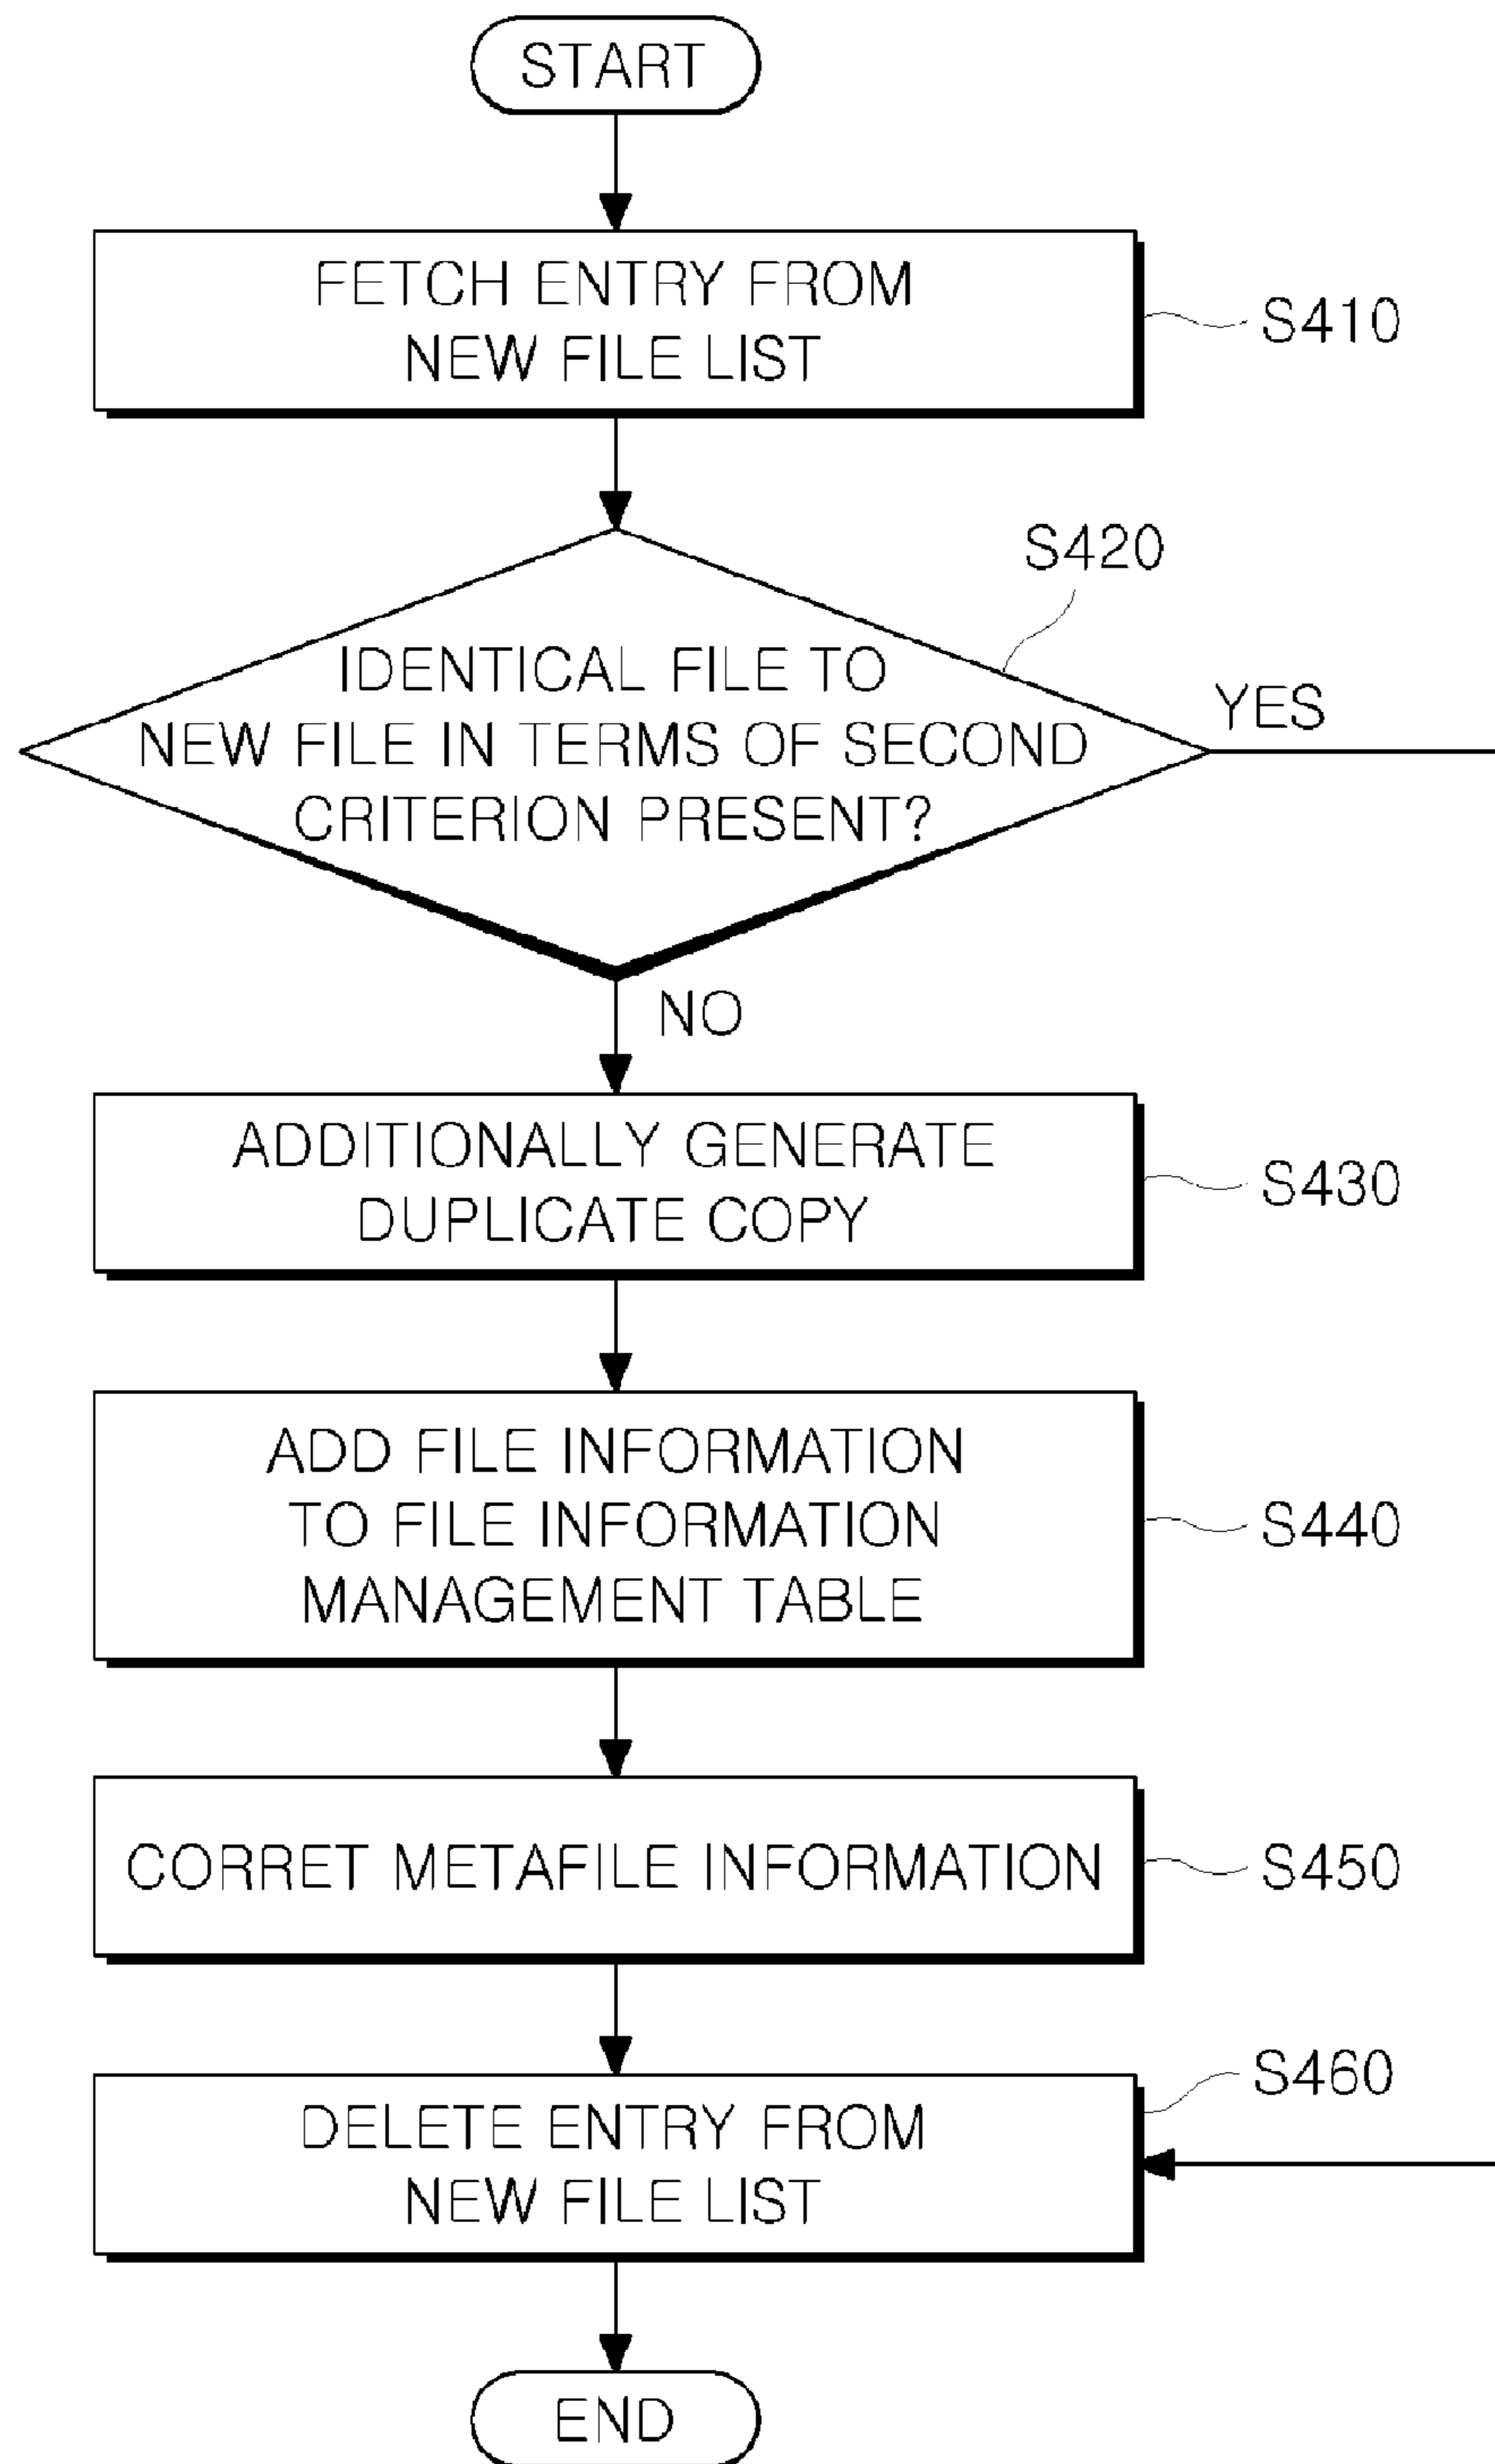 START
FETCH ENTRY FROM
NEW FILE LIST
S410
S420
IDENTICAL FILE TO
NEW FILE IN TERMS OF SECOND
CRITERION PRESENT?
YES
NO
ADDITIONALLY GENERATE
DUPLICATE COPY
S430
ADD FILE INFORMATION
TO FILE INFORMATION
MANAGEMENT TABLE
S440
CORRET METAFILE INFORMATION
S450
S460
DELETE ENTRY FROM
NEW FILE LIST
END